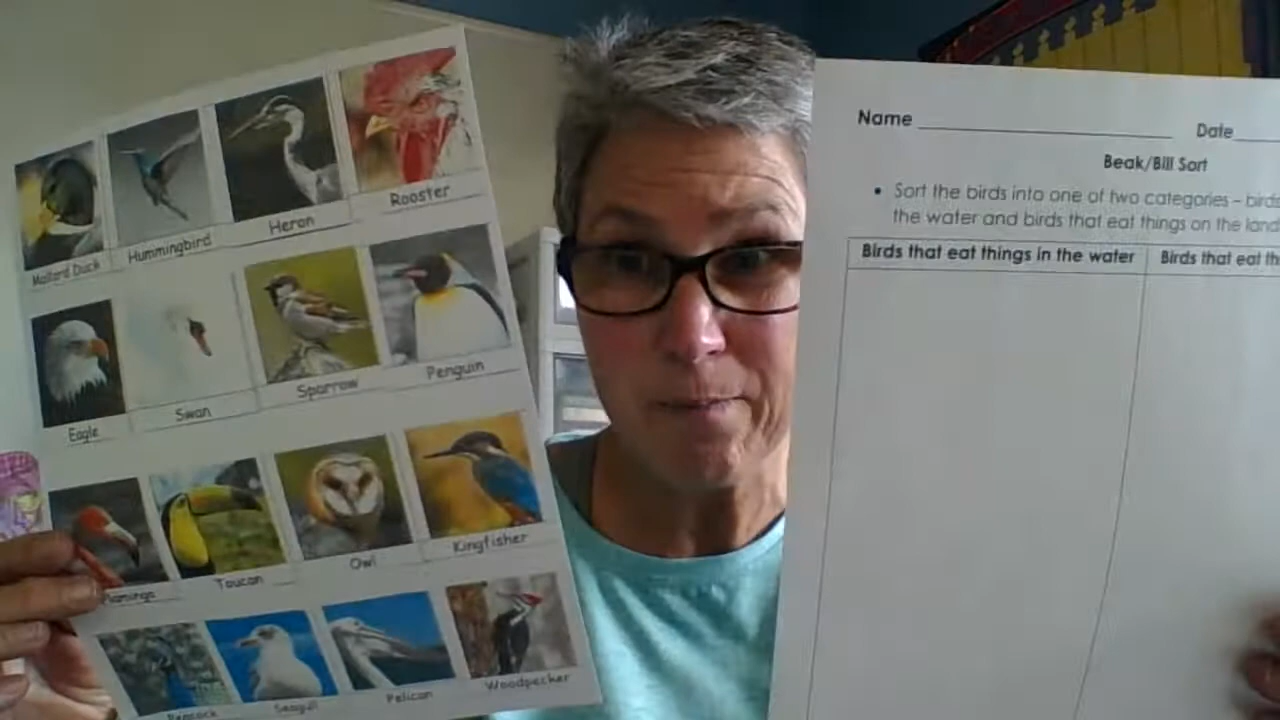 Mallard Duck Hummingbird Heron Rooster
Eagle Swan Sparrow Penguin
Flamingo Toucan Owl Kingfisher
Peacock Seagull Pelican Woodpecker
Name Date
Beak/Bill Sort
• Sort the birds into one of two categories – birds
the water and birds that eat things on the land
Birds that eat things in the water Birds that eat